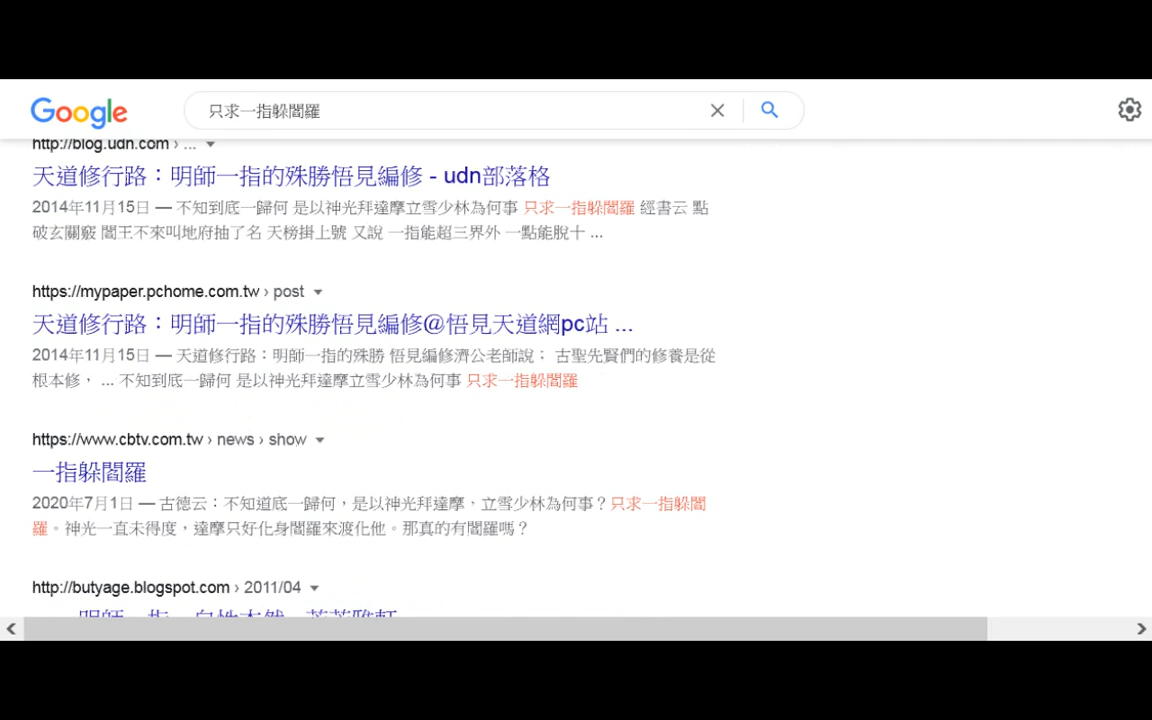 Google
只求一指躲閻羅
http://blog.udn.com › ...
天道修行路：明師一指的殊勝悟見編修 - udn部落格
2014年11月15日 — 不知到底一歸何 是以神光拜達摩立雪少林為何事 只求一指躲閻羅 經書云 點
破玄關竅 閻王不來叫地府抽了名 天榜掛上號 又說 一指能超三界外 一點能脫十 ...
https://mypaper.pchome.com.tw › post
天道修行路：明師一指的殊勝悟見編修@悟見天道網pc站 ...
2014年11月15日 — 天道修行路：明師一指的殊勝 悟見編修濟公老師說： 古聖先賢們的修養是從
根本修， ... 不知到底一歸何 是以神光拜達摩立雪少林為何事 只求一指躲閻羅
https://www.cbtv.com.tw › news › show
一指躲閻羅
2020年7月1日 — 古德云：不知道底一歸何，是以神光拜達摩，立雪少林為何事？只求一指躲閻
羅。神光一直未得度，達摩只好化身閻羅來渡化他。那真的有閻羅嗎？
http://butyage.blogspot.com › 2011/04